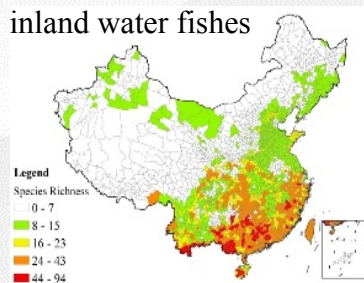 inland water fishes
Legend
Species Richness
0 - 7
8 - 15
16 - 23
24 - 43
44 - 94